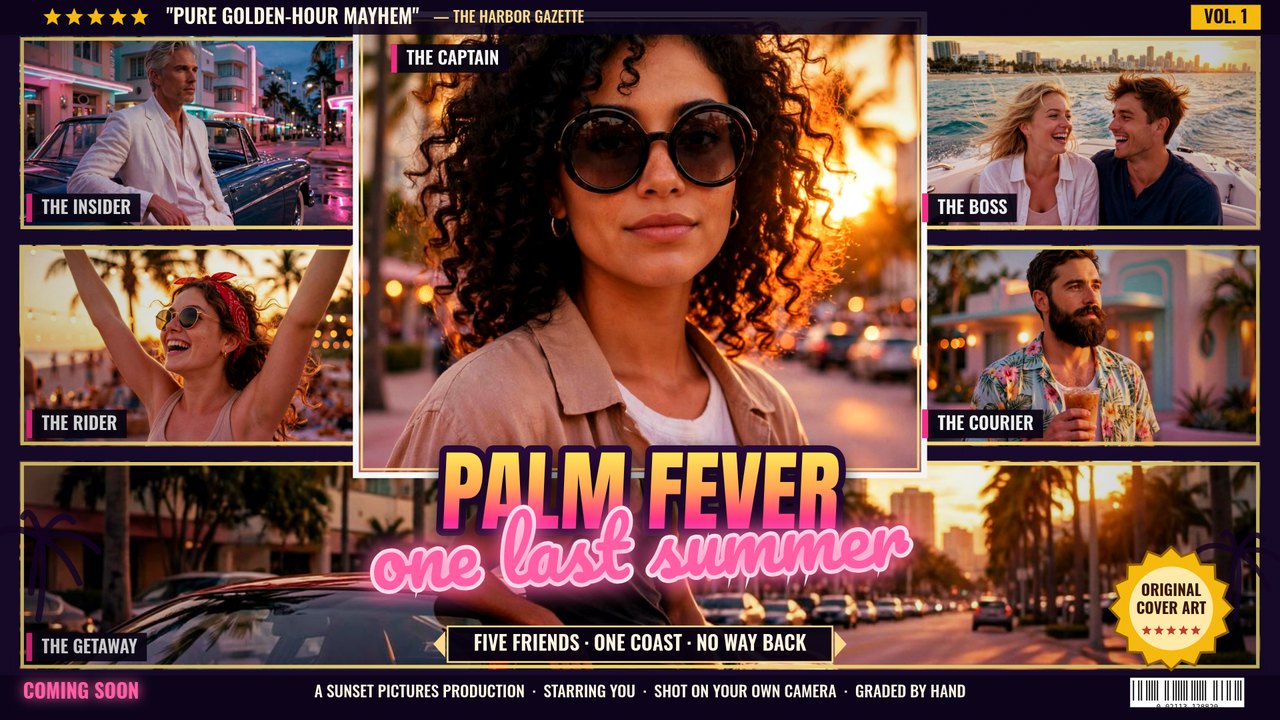 ★★★★★ "PURE GOLDEN-HOUR MAYHEM" — THE HARBOR GAZETTE
VOL. 1
THE INSIDER
THE CAPTAIN
THE BOSS
THE RIDER
THE COURIER
PALM FEVER
one last summer
THE GETAWAY
FIVE FRIENDS · ONE COAST · NO WAY BACK
ORIGINAL
COVER ART
★★★★★
COMING SOON
A SUNSET PICTURES PRODUCTION · STARRING YOU · SHOT ON YOUR OWN CAMERA · GRADED BY HAND